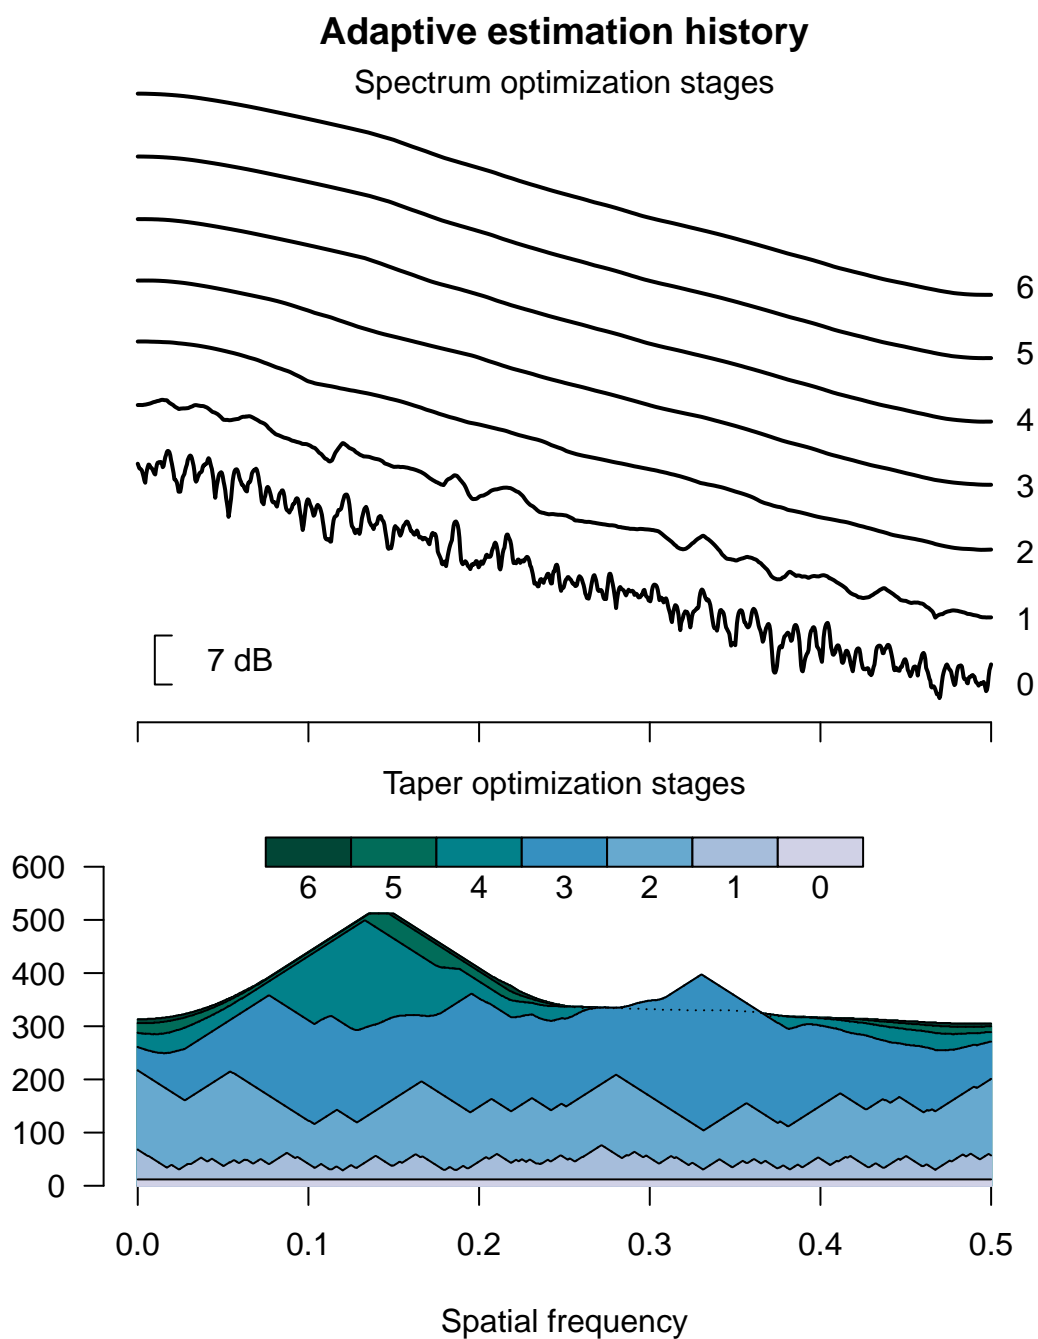 Adaptive estimation history
Spectrum optimization stages
6
5
4
3
2
1
0
7 dB
Taper optimization stages
6 5 4 3 2 1 0
600
500
400
300
200
100
0
0.0 0.1 0.2 0.3 0.4 0.5
Spatial frequency